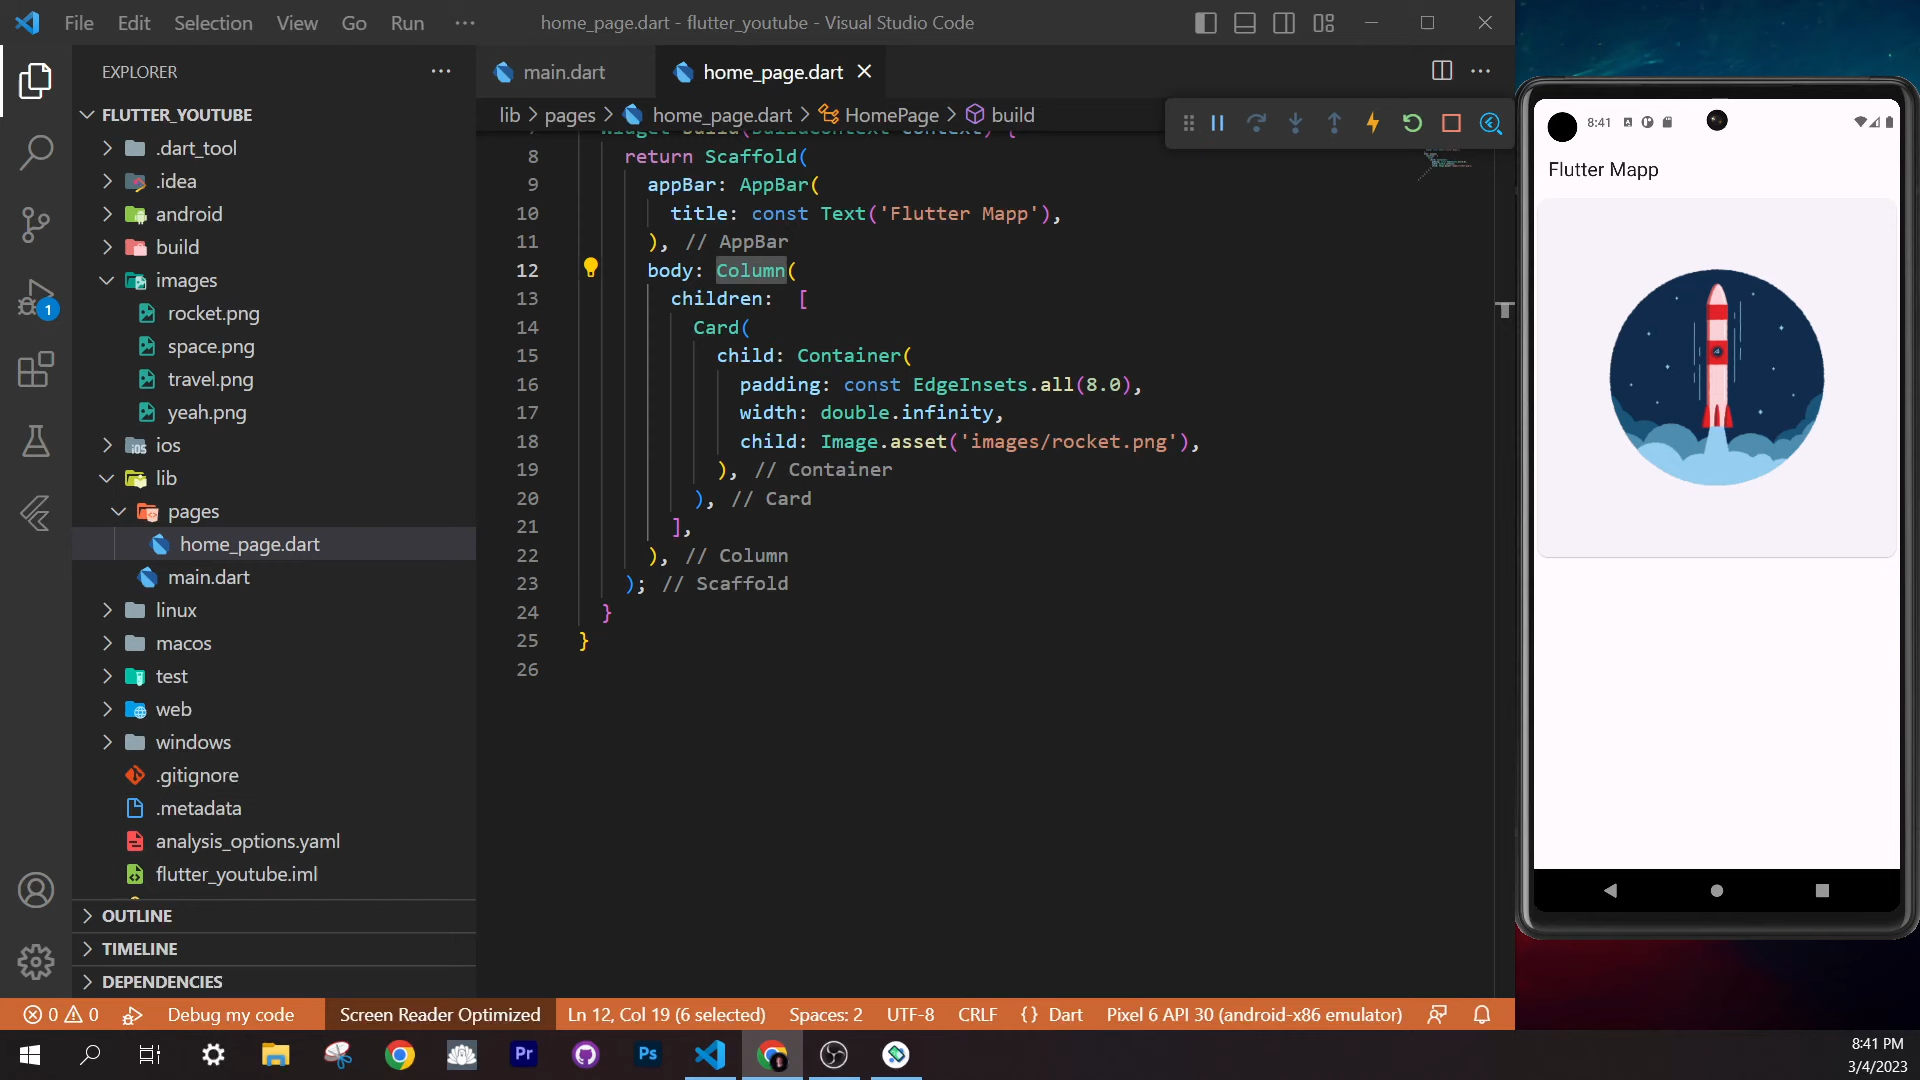 File Edit Selection View Go Run ···
home_page.dart - flutter_youtube - Visual Studio Code
EXPLORER
FLUTTER_YOUTUBE
.dart_tool
.idea
android
build
images
rocket.png
space.png
travel.png
yeah.png
ios
lib
pages
home_page.dart
main.dart
linux
macos
test
web
windows
.gitignore
.metadata
analysis_options.yaml
flutter_youtube.iml
OUTLINE
TIMELINE
DEPENDENCIES
1
main.dart home_page.dart
lib > pages > home_page.dart > HomePage > build
Widget build(BuildContext context) {
8 return Scaffold(
9 appBar: AppBar(
10 title: const Text('Flutter Mapp'),
11 ), // AppBar
12 body: Column(
13 children: [
14 Card(
15 child: Container(
16 padding: const EdgeInsets.all(8.0),
17 width: double.infinity,
18 child: Image.asset('images/rocket.png'),
19 ), // Container
20 ), // Card
21 ],
22 ), // Column
23 ); // Scaffold
24 }
25 }
26
8:41
Flutter Mapp
0 0 Debug my code Screen Reader Optimized Ln 12, Col 19 (6 selected) Spaces: 2 UTF-8 CRLF {} Dart Pixel 6 API 30 (android-x86 emulator)
Pr Ps
8:41 PM
3/4/2023